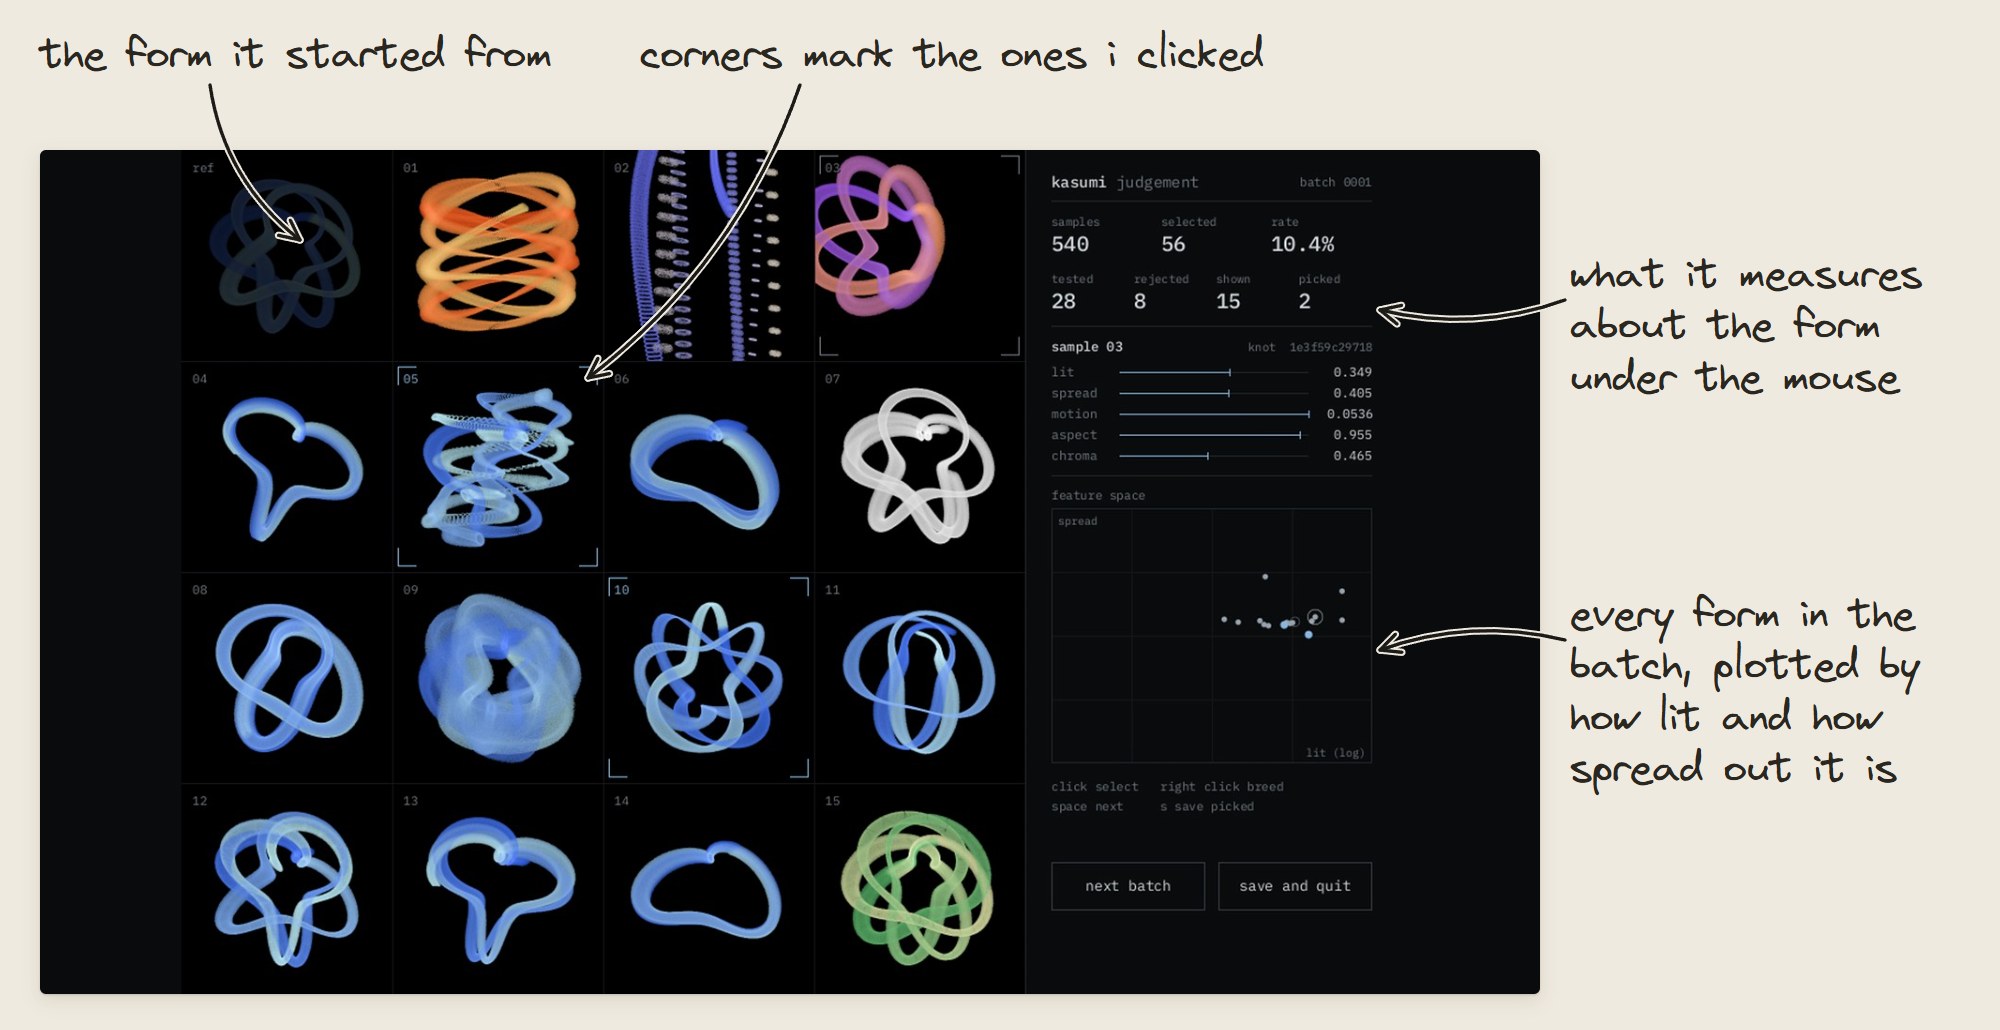 the form it started from
corners mark the ones i clicked
ref
01
02
03
04
05
06
07
08
09
10
11
12
13
14
15
kasumi judgement
batch 0001
samples selected rate
540 56 10.4%
tested rejected shown picked
28 8 15 2
sample 03 knot 1e3f59c29718
lit 0.349
spread 0.405
motion 0.0536
aspect 0.955
chroma 0.465
feature space
spread
lit (log)
click select right click breed
space next s save picked
next batch save and quit
what it measures
about the form
under the mouse
every form in the
batch, plotted by
how lit and how
spread out it is